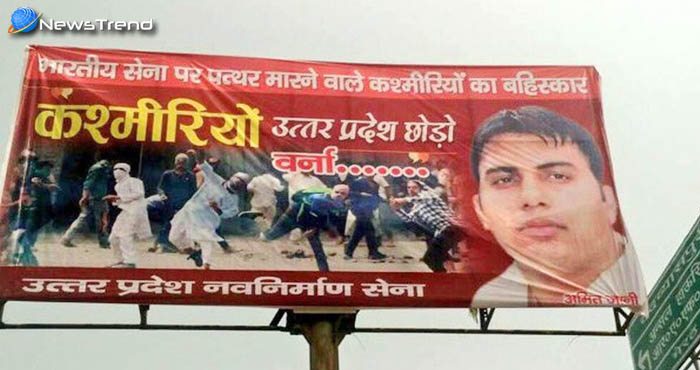 NewsTrend
भारतीय सेना पर पत्थर मारने वाले कश्मीरियों का बहिस्कार
कश्मीरियों उत्तर प्रदेश छोड़ो
वर्ना.......
उत्तर प्रदेश नवनिर्माण सेना
अमित जानी